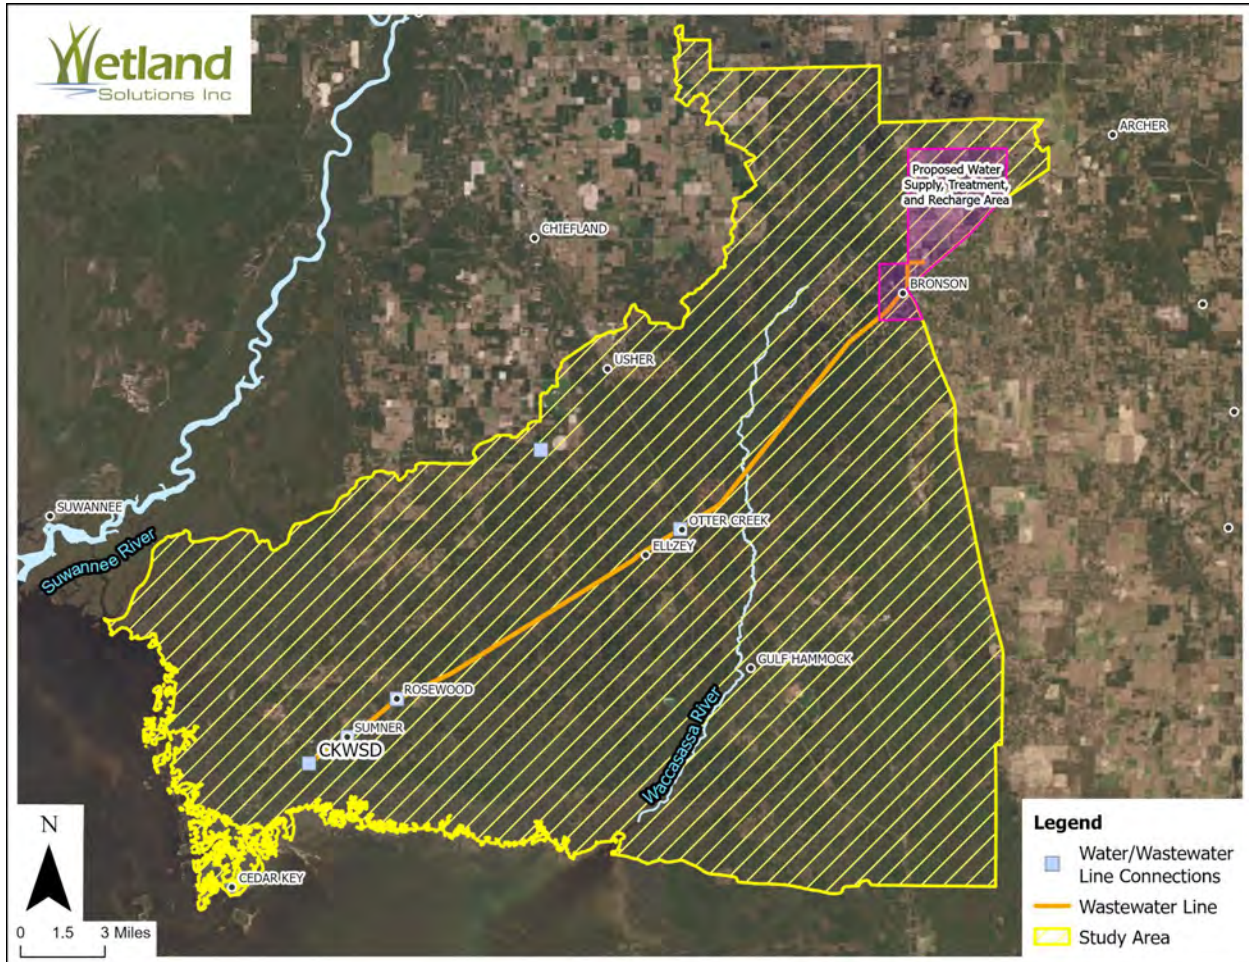 Wetland
Solutions Inc
ARCHER
Proposed Water
Supply, Treatment,
and Recharge Area
CHIEFLAND
BRONSON
USHER
SUWANNEE
Suwannee River
OTTER CREEK
ELLZEY
GULF HAMMOCK
ROSEWOOD
Waccasassa River
SUMNER
CKWSD
CEDAR KEY
N
0 1.5 3 Miles
Legend
Water/Wastewater
Line Connections
Wastewater Line
Study Area